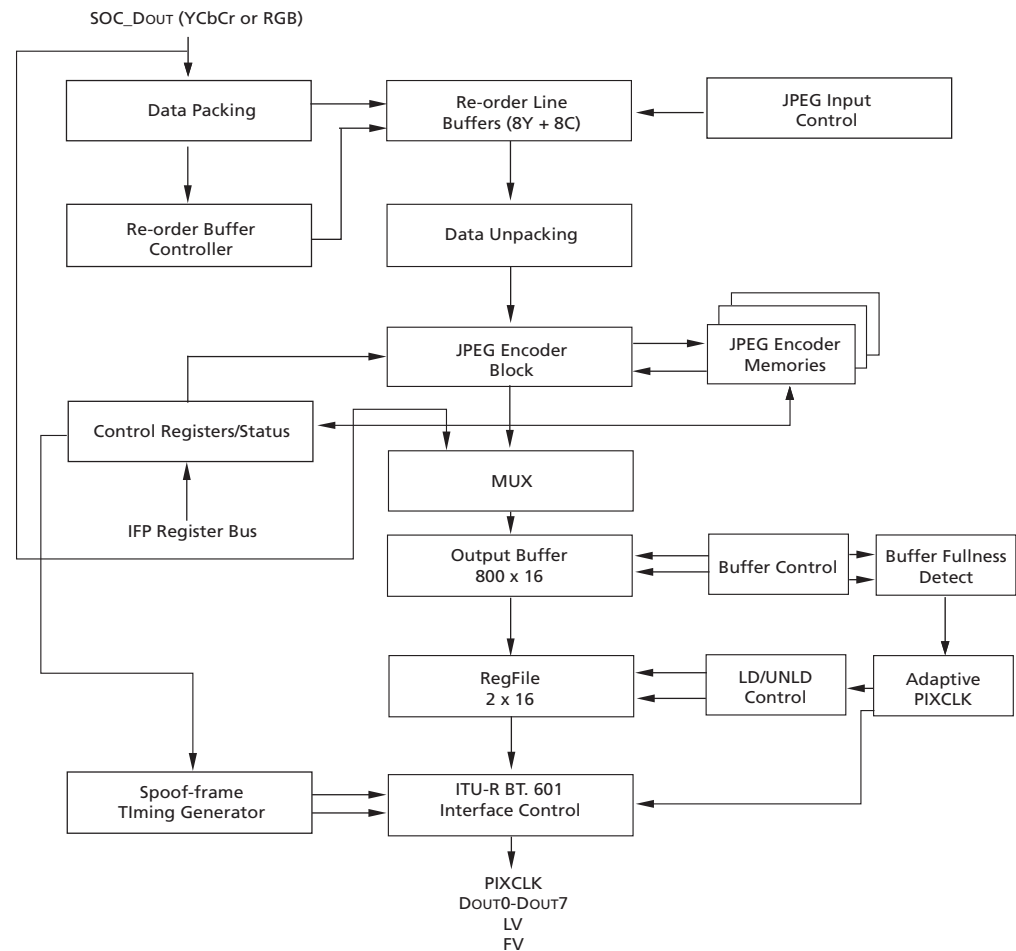 SOC_DOUT (YCbCr or RGB)
Data Packing
Re-order Line
Buffers (8Y + 8C)
JPEG Input
Control
Re-order Buffer
Controller
Data Unpacking
JPEG Encoder
Block
JPEG Encoder
Memories
Control Registers/Status
MUX
IFP Register Bus
Output Buffer
800 x 16
Buffer Control
Buffer Fullness
Detect
RegFile
2 x 16
LD/UNLD
Control
Adaptive
PIXCLK
Spoof-frame
TIming Generator
ITU-R BT. 601
Interface Control
PIXCLK
DOUT0-DOUT7
LV
FV